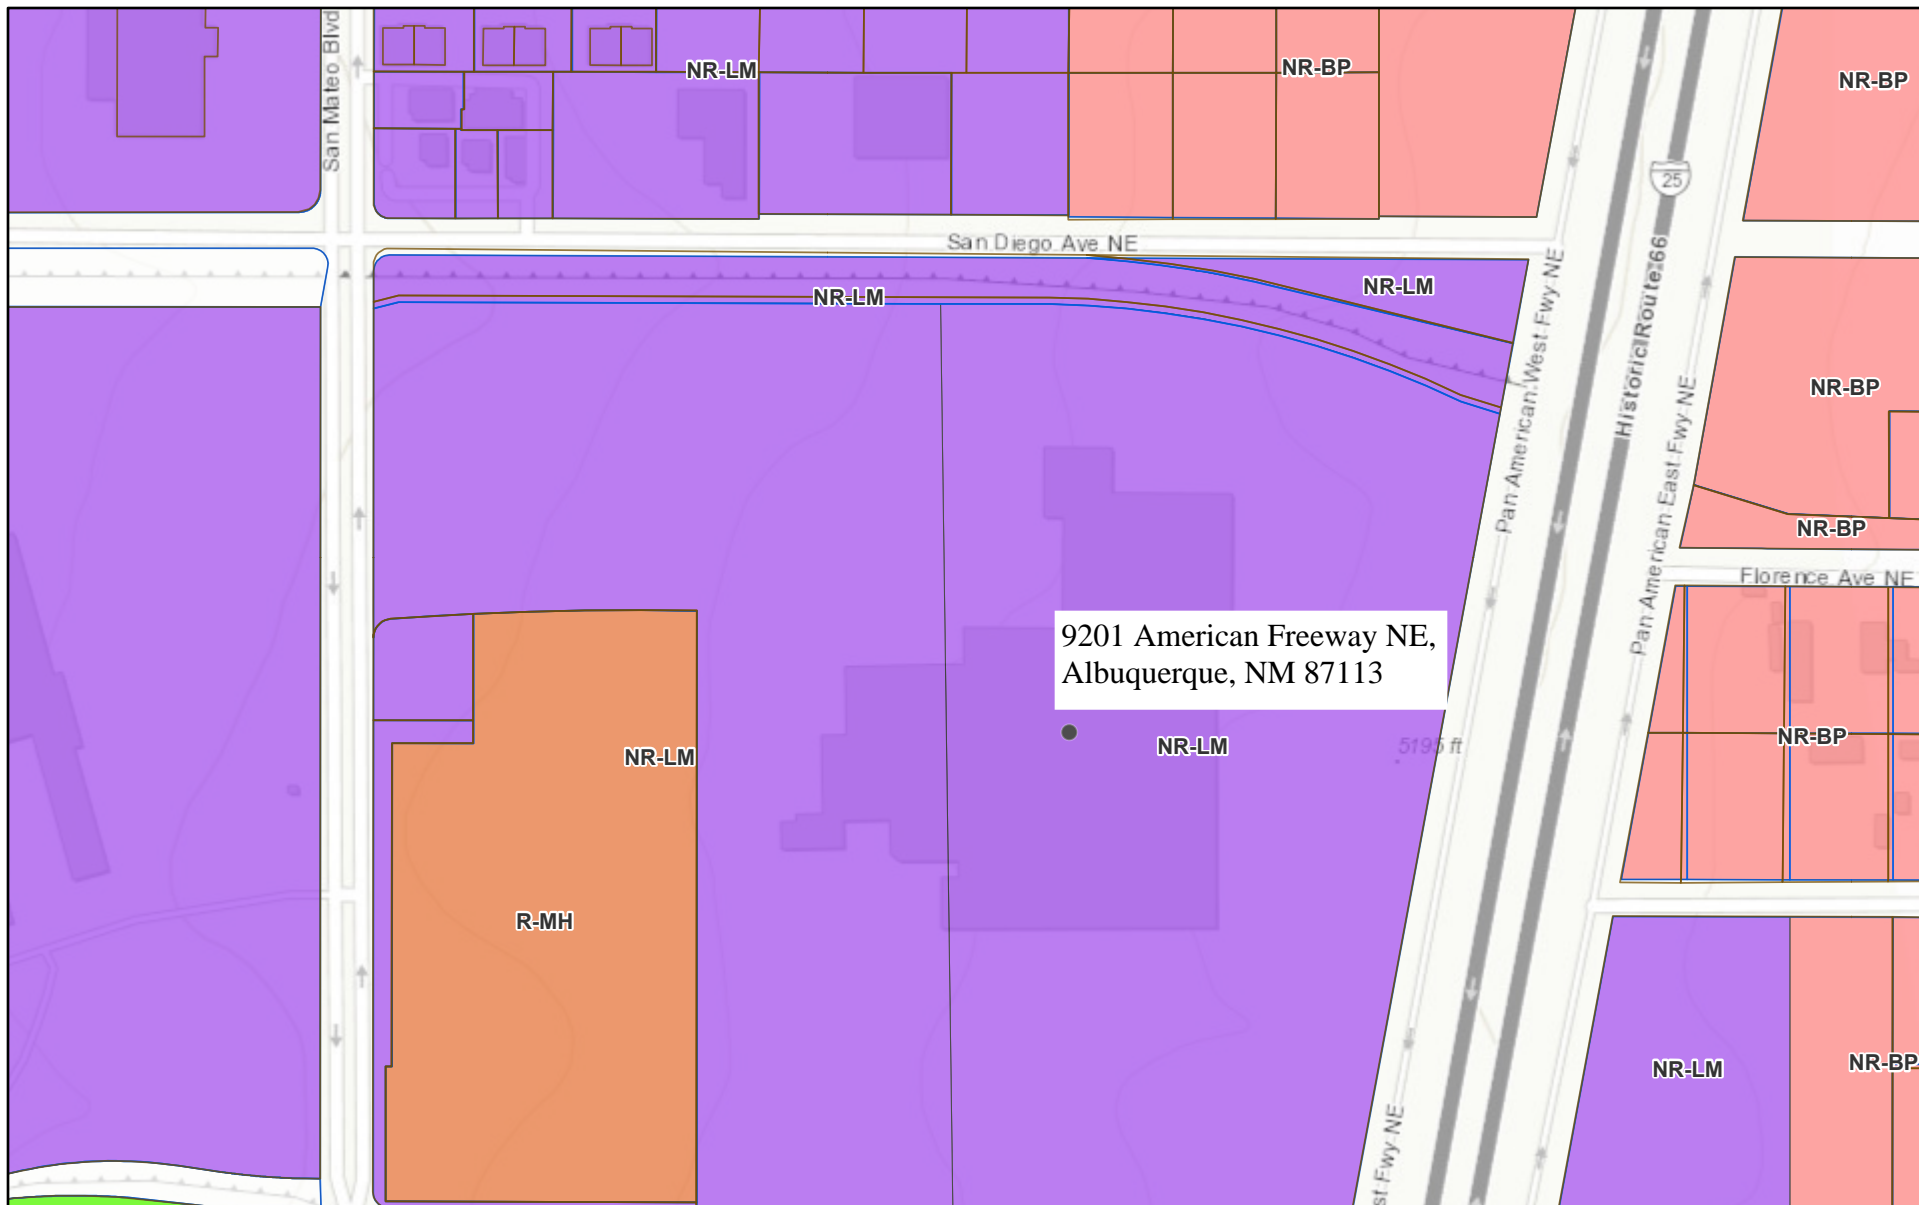 San Mateo Blvd
NR-LM
NR-BP
NR-BP
25
San Diego Ave NE
NR-LM
NR-LM
Pan American West Fwy NE
Historic Route 66
Pan American East Fwy NE
NR-BP
NR-BP
Florence Ave NE
9201 American Freeway NE,
Albuquerque, NM 87113
NR-LM
NR-LM
5195 ft
NR-BP
R-MH
NR-LM
NR-BP
st Fwy NE